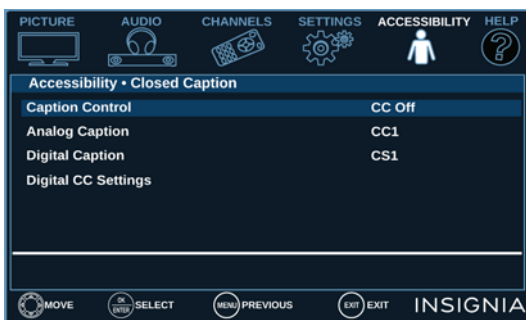 PICTURE AUDIO CHANNELS SETTINGS ACCESSIBILITY HELP
Accessibility • Closed Caption
Caption Control CC Off
Analog Caption CC1
Digital Caption CS1
Digital CC Settings
MOVE OK ENTER SELECT MENU PREVIOUS EXIT EXIT INSIGNIA